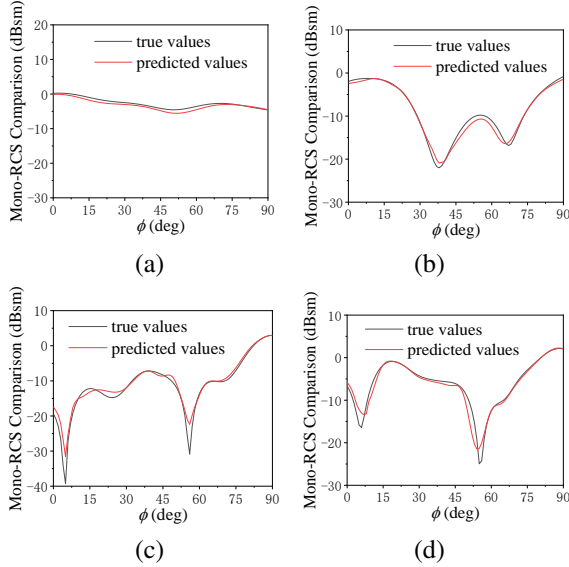 Mono-RCS Comparison (dBsm)
20
10
0
−10
−20
−30
true values
predicted values
0 15 30 45 60 75 90
ϕ (deg)
(a)
Mono-RCS Comparison (dBsm)
10
0
−10
−20
−30
true values
predicted values
0 15 30 45 60 75 90
ϕ (deg)
(b)
Mono-RCS Comparison (dBsm)
10
0
−10
−20
−30
−40
true values
predicted values
0 15 30 45 60 75 90
ϕ (deg)
(c)
Mono-RCS Comparison (dBsm)
10
0
−10
−20
−30
true values
predicted values
0 15 30 45 60 75 90
ϕ (deg)
(d)